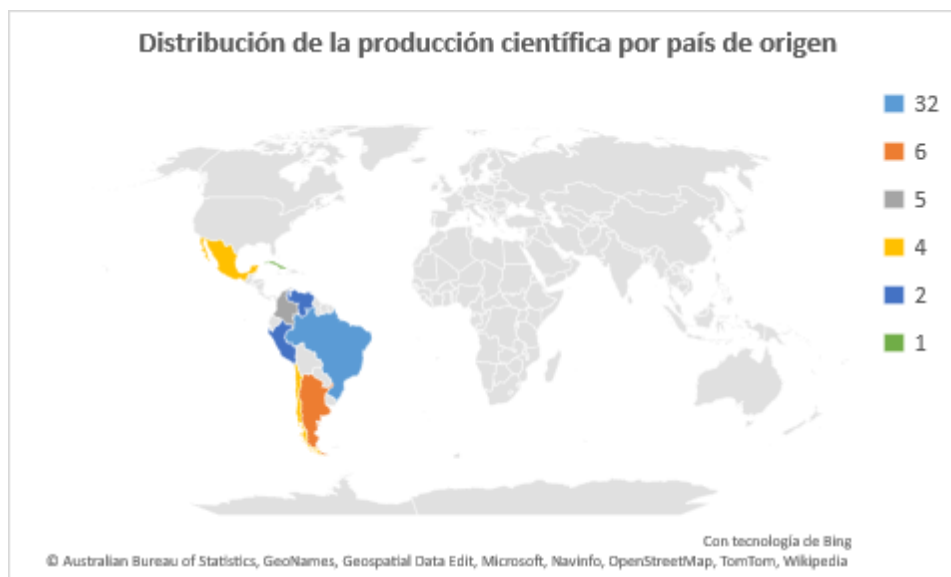 Distribución de la producción científica por país de origen
32
6
5
4
2
1
Con tecnología de Bing
© Australian Bureau of Statistics, GeoNames, Geospatial Data Edit, Microsoft, Navinfo, OpenStreetMap, TomTom, Wikipedia